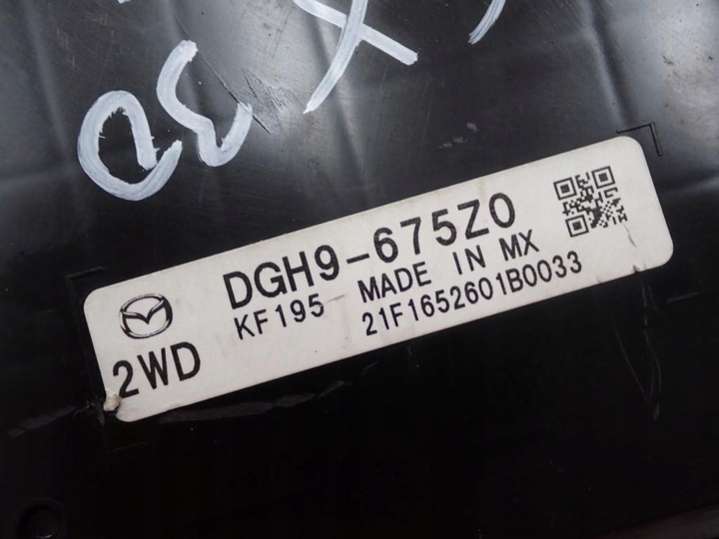 DGH9-675Z0
KF195 MADE IN MX
2WD 21F1652601B0033